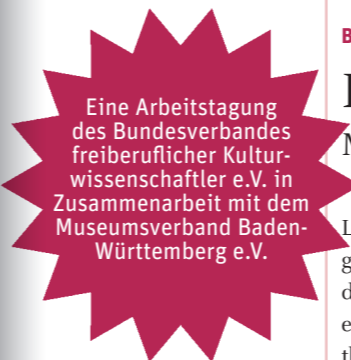 Eine Arbeitstagung
des Bundesverbandes
freiberuflicher Kultur-
wissenschaftler e.V. in
Zusammenarbeit mit dem
Museumsverband Baden-
Württemberg e.V.